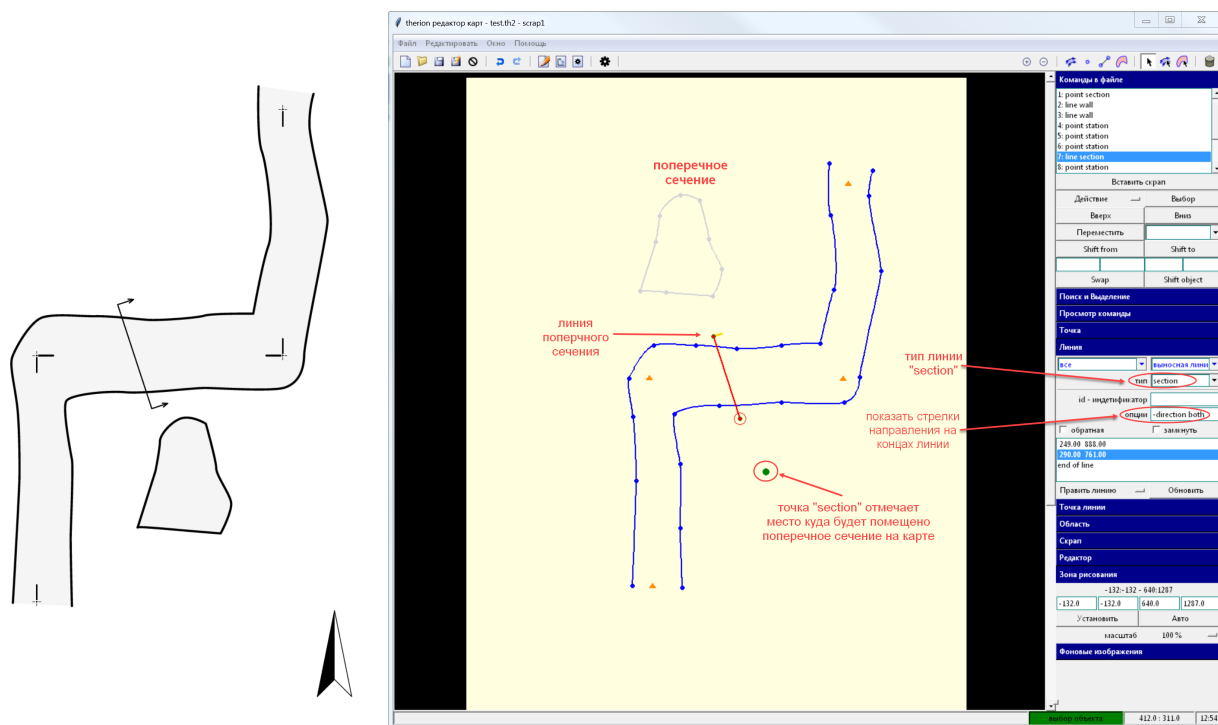 therion редактор карт - test.th2 - scrap1
Файл Редактировать Окно Помощь
Команды в файле
1: point section
2: line wall
3: line wall
4: point station
5: point station
6: point station
7: line section
8: point station
Вставить скрап
Действие Выбор
Вверх Вниз
Переместить
Shift from Shift to
Swap Shift object
Поиск и Выделение
Просмотр команды
Точка
Линия
все выносная лини
тип section
id - индетификатор
опции -direction both
обратная замкнуть
249.00 888.00
290.00 761.00
end of line
Править линию Обновить
Точка линии
Область
Скрап
Редактор
Зона рисования
-132:-132 - 640:1287
-132.0 -132.0 640.0 1287.0
Установить Авто
масштаб 100 %
Фоновые изображения
поперечное
сечение
линия
поперчного
сечения
тип линии
"section"
показать стрелки
направления на
концах линии
точка "section" отмечает
место куда будет помещено
поперечное сечение на карте
выбор объекта 412.0 : 311.0 12:54